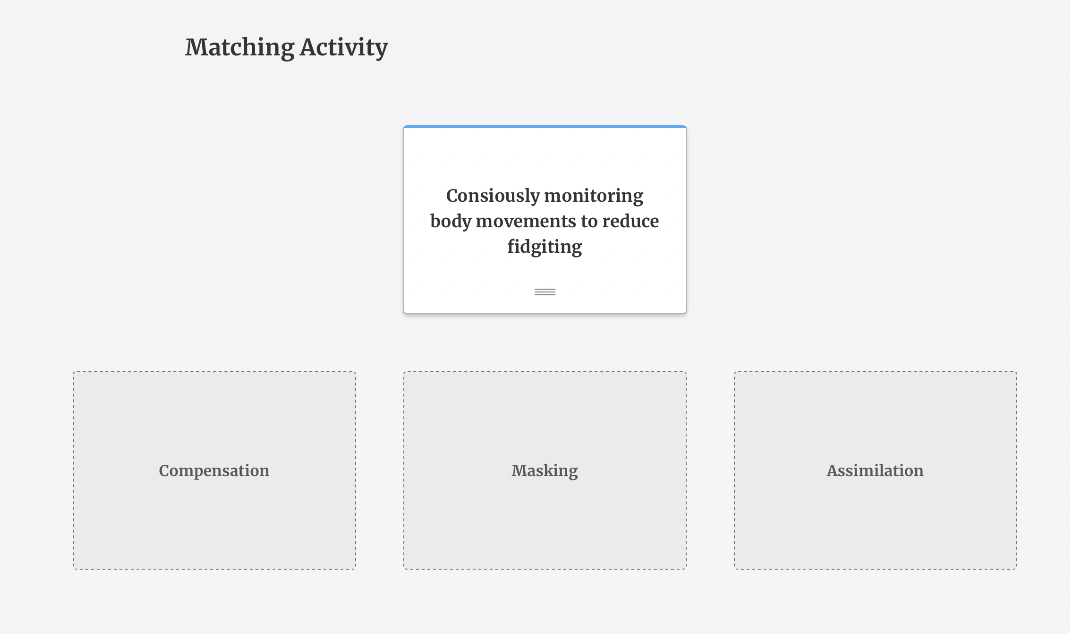 Matching Activity
Consiously monitoring
body movements to reduce
fidgiting
Compensation
Masking
Assimilation